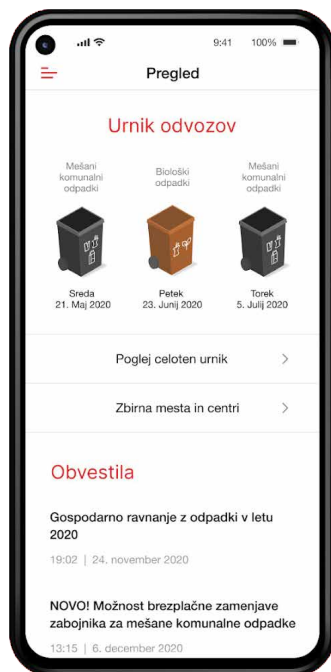 9:41 100%
Pregled
Urnik odvozov
Mešani
komunalni
odpadki
Biološki
odpadki
Mešani
komunalni
odpadki
Sreda
21. Maj 2020
Petek
23. Junij 2020
Torek
5. Julij 2020
Poglej celoten urnik
Zbirna mesta in centri
Obvestila
Gospodarno ravnanje z odpadki v letu
2020
19:02 | 24. november 2020
NOVO! Možnost brezplačne zamenjave
zabojnika za mešane komunalne odpadke
13:15 | 6. december 2020